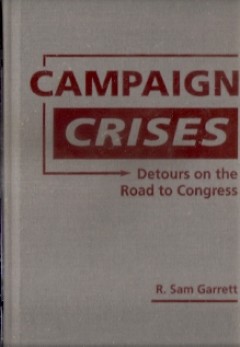 CAMPAIGN
CRISES
Detours on the
Road to Congress
R. Sam Garrett